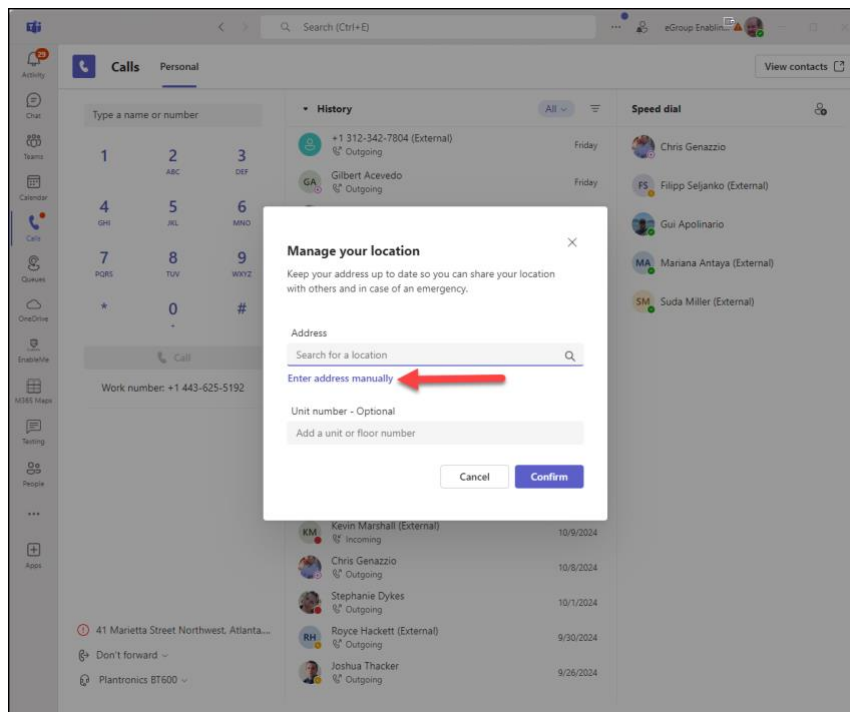 Search (Ctrl+E)
eGroup Enablin...
29
Activity
Chat
Teams
Calendar
Calls
Queues
OneDrive
EnableMe
M365 Maps
Testing
People
Apps
Calls
Personal
View contacts
Type a name or number
1
2
ABC
3
DEF
4
GHI
5
JKL
6
MNO
7
PQRS
8
TUV
9
WXYZ
*
0
+
#
Call
Work number: +1 443-625-5192
41 Marietta Street Northwest, Atlanta....
Don't forward
Plantronics BT600
History
All
+1 312-342-7804 (External)
Outgoing
Friday
GA
Gilbert Acevedo
Outgoing
Friday
Manage your location
Keep your address up to date so you can share your location
with others and in case of an emergency.
Address
Search for a location
Enter address manually
Unit number - Optional
Add a unit or floor number
Cancel
Confirm
KM
Kevin Marshall (External)
Incoming
10/9/2024
Chris Genazzio
Outgoing
10/8/2024
Stephanie Dykes
Outgoing
10/1/2024
RH
Royce Hackett (External)
Outgoing
9/30/2024
Joshua Thacker
Outgoing
9/26/2024
Speed dial
Chris Genazzio
FS
Filipp Seljanko (External)
Gui Apolinario
MA
Mariana Antaya (External)
SM
Suda Miller (External)